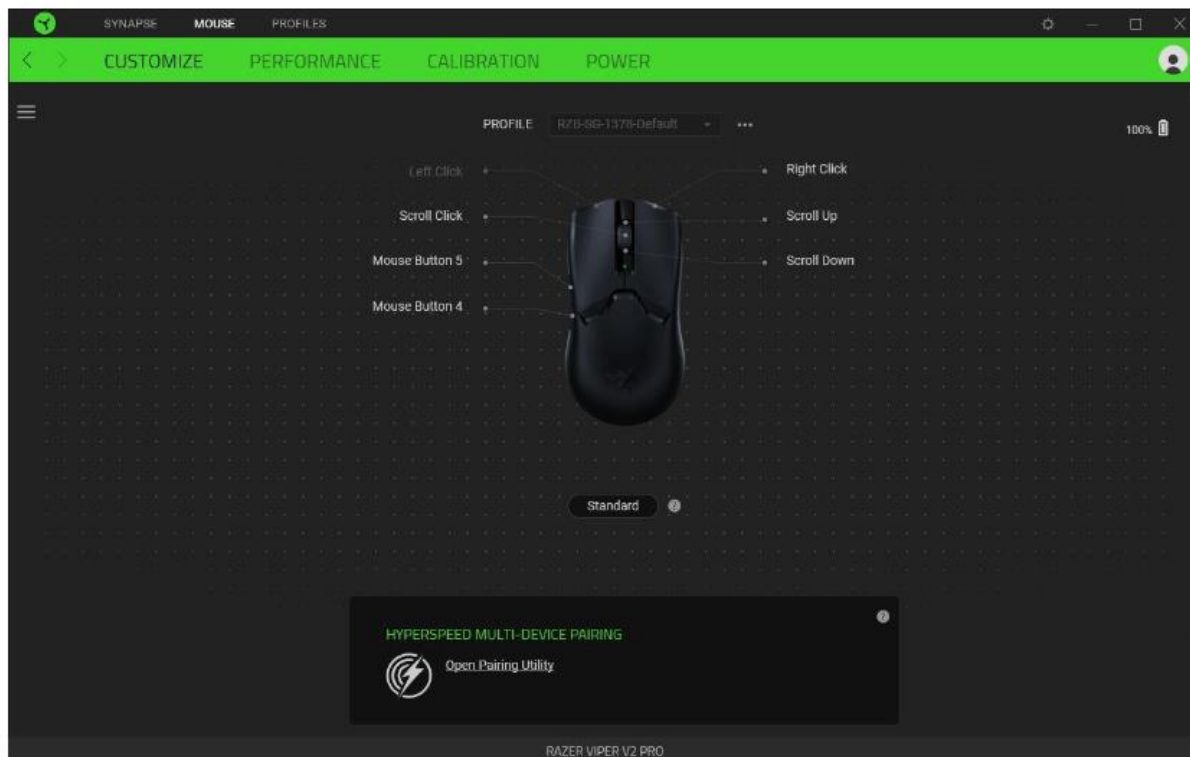 SYNAPSE MOUSE PROFILES
CUSTOMIZE PERFORMANCE CALIBRATION POWER
PROFILE RZ8-SG-1378-Default
100%
Left Click
Right Click
Scroll Click
Scroll Up
Mouse Button 5
Scroll Down
Mouse Button 4
Standard ?
?
HYPERSPEED MULTI-DEVICE PAIRING
Open Pairing Utility
RAZER VIPER V2 PRO